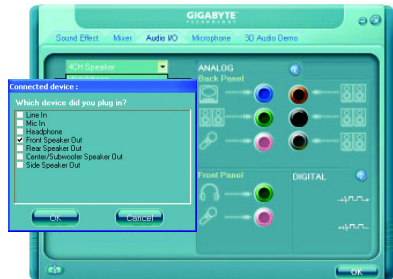 GIGABYTE
TECHNOLOGY
Sound Effect Mixer Audio I/O Microphone 3D Audio Demo
4CH Speaker
Headphone
ANALOG
Back Panel
Connected device :
Which device did you plug in?
Line In
Mic In
Headphone
Front Speaker Out
Rear Speaker Out
Center/Subwoofer Speaker Out
Side Speaker Out
OK Cancel
Front Panel
DIGITAL
OK